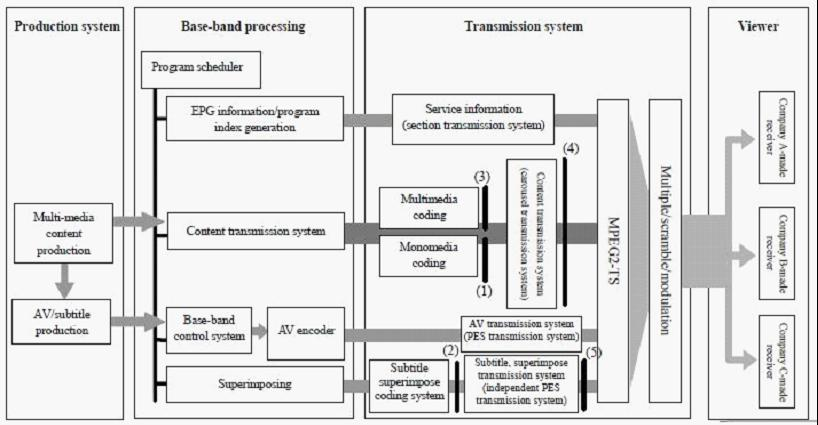 Production system
Base-band processing
Transmission system
Viewer
Program scheduler
EPG information/program
index generation
Service information
(section transmission system)
Multi-media
content
production
Content transmission system
Multimedia
coding
Monomedia
coding
(3)
(1)
Content transmission system
(carousel transmission system)
(4)
AV/subtitle
production
Base-band
control system
AV encoder
AV transmission system
(PES transmission system)
Superimposing
Subtitle
superimpose
coding system
(2)
Subtitle, superimpose
transmission system
(independent PES
transmission system)
(5)
MPEG2-TS
Multiple/scramble/modulation
Company A-made
receiver
Company B-made
receiver
Company C-made
receiver